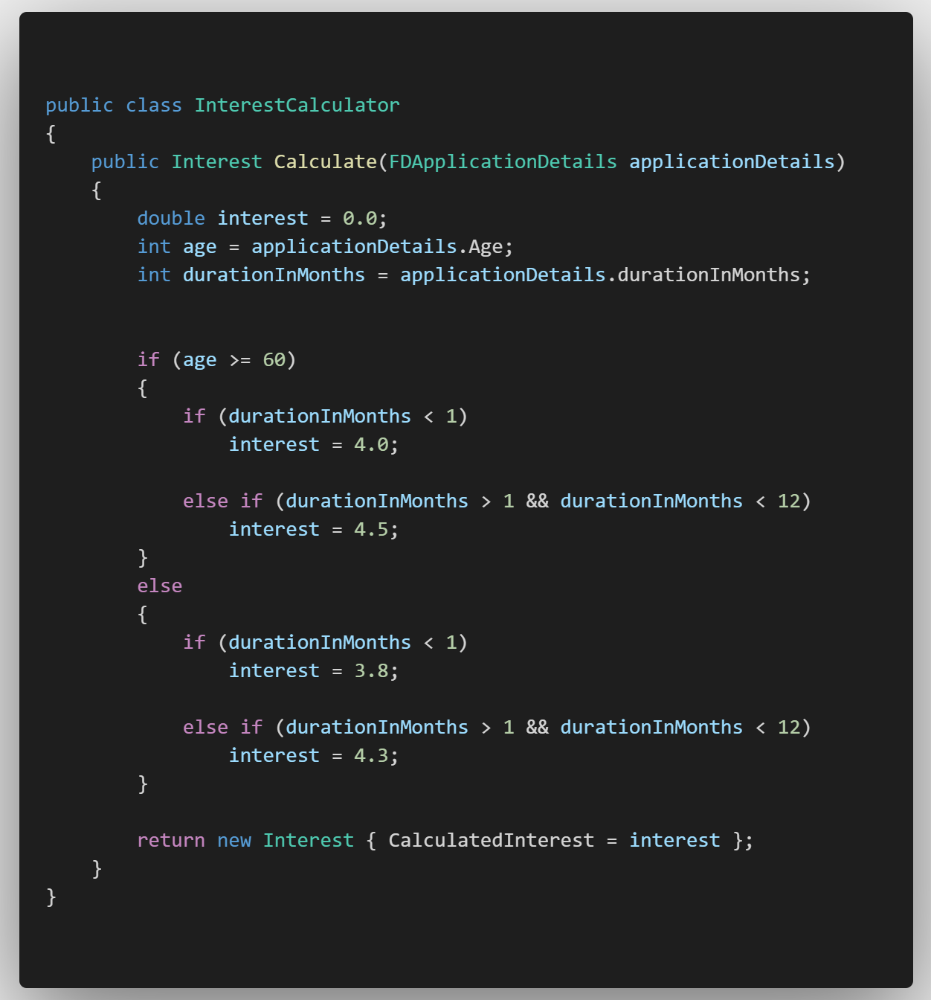 public class InterestCalculator
{
    public Interest Calculate(FDApplicationDetails applicationDetails)
    {
        double interest = 0.0;
        int age = applicationDetails.Age;
        int durationInMonths = applicationDetails.durationInMonths;
        if (age >= 60)
        {
            if (durationInMonths < 1)
                interest = 4.0;
            else if (durationInMonths > 1 && durationInMonths < 12)
                interest = 4.5;
        }
        else
        {
            if (durationInMonths < 1)
                interest = 3.8;
            else if (durationInMonths > 1 && durationInMonths < 12)
                interest = 4.3;
        }
        return new Interest { CalculatedInterest = interest };
    }
}